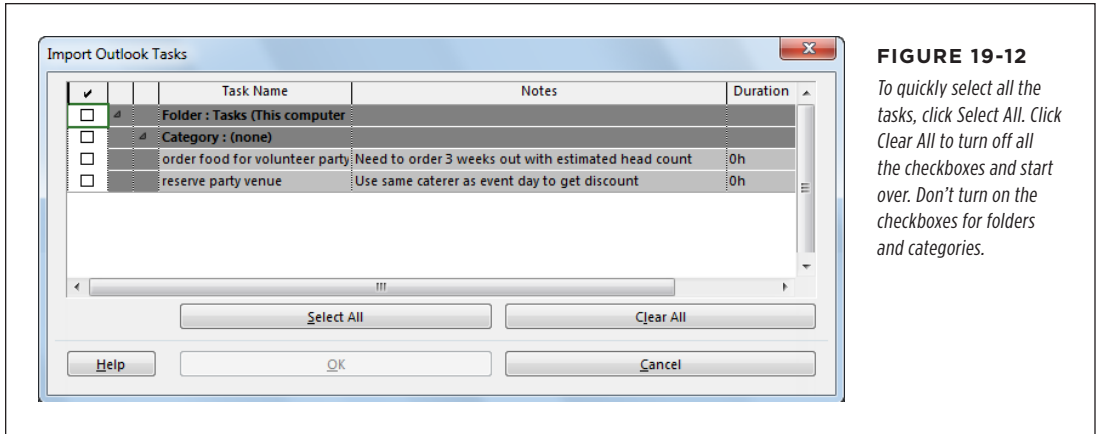 Import Outlook Tasks
Task Name Notes Duration
Folder : Tasks (This computer
Category : (none)
order food for volunteer party Need to order 3 weeks out with estimated head count 0h
reserve party venue Use same caterer as event day to get discount 0h
Select All Clear All
Help OK Cancel
FIGURE 19-12
To quickly select all the
tasks, click Select All. Click
Clear All to turn off all
the checkboxes and start
over. Don’t turn on the
checkboxes for folders
and categories.